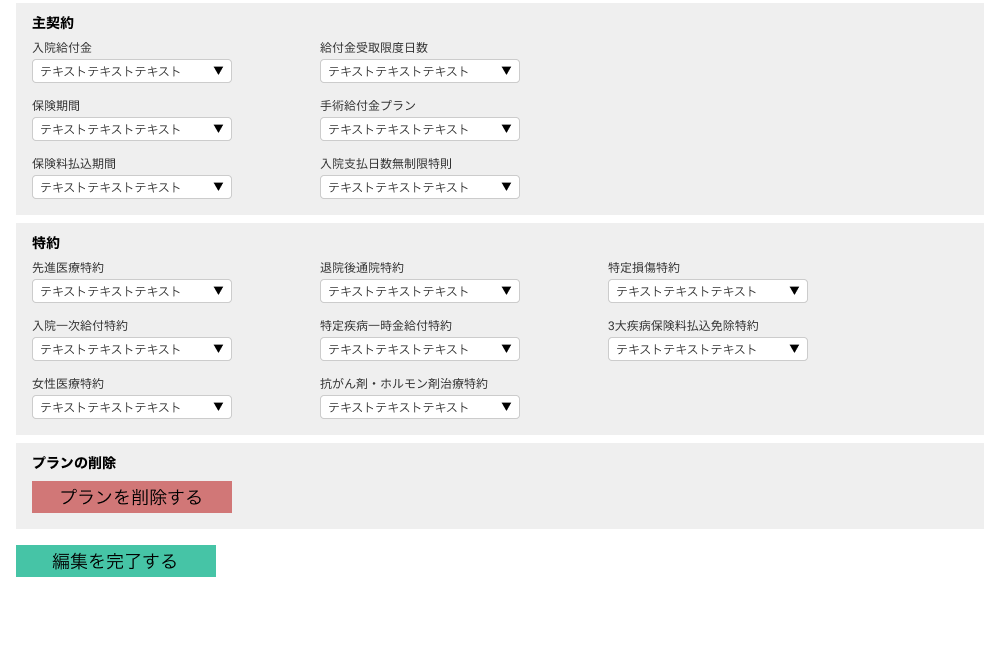 主契約
入院給付金 給付金受取限度日数
テキストテキストテキスト ▼ テキストテキストテキスト ▼
保険期間 手術給付金プラン
テキストテキストテキスト ▼ テキストテキストテキスト ▼
保険料払込期間 入院支払日数無制限特則
テキストテキストテキスト ▼ テキストテキストテキスト ▼
特約
先進医療特約 退院後通院特約 特定損傷特約
テキストテキストテキスト ▼ テキストテキストテキスト ▼ テキストテキストテキスト ▼
入院一次給付特約 特定疾病一時金給付特約 3大疾病保険料払込免除特約
テキストテキストテキスト ▼ テキストテキストテキスト ▼ テキストテキストテキスト ▼
女性医療特約 抗がん剤・ホルモン剤治療特約
テキストテキストテキスト ▼ テキストテキストテキスト ▼
プランの削除
プランを削除する
編集を完了する